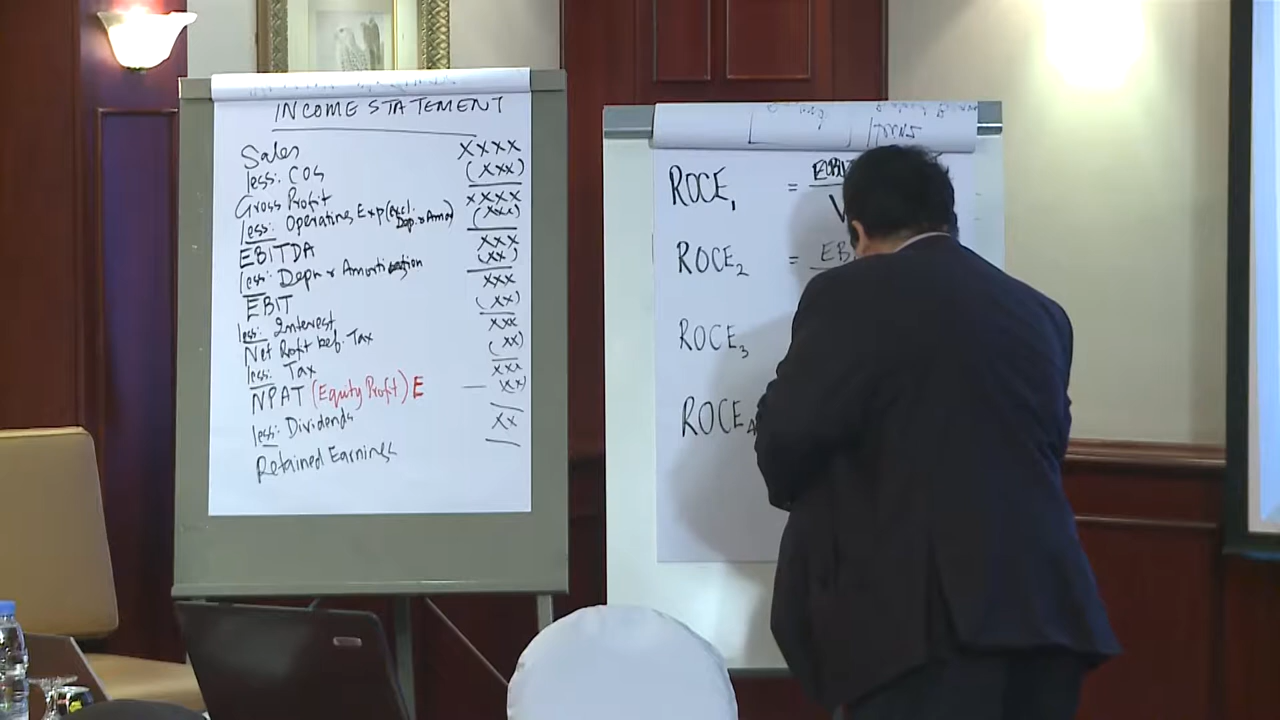 INCOME STATEMENT
Sales XXXX
less: COS (XXX)
Gross Profit XXXX
less: Operating Exp (excl. Dep. & Amo) (XXX)
EBITDA XXX
less: Depr & Amortisation (XX)
EBIT XXX
less: Interest (XX)
Net Profit bef. Tax XXX
less: Tax (XX)
NPAT (Equity Profit) E XXX
less: Dividends XX
Retained Earnings XX
ROCE1 =
ROCE2 =
ROCE3
ROCE4